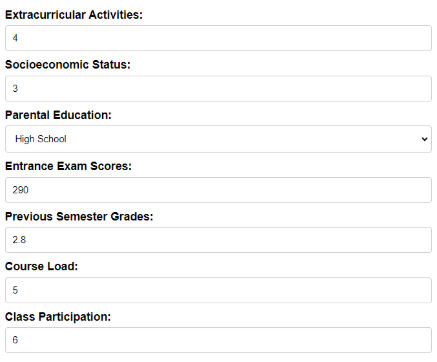 Extracurricular Activities:
4
Socioeconomic Status:
3
Parental Education:
High School
Entrance Exam Scores:
290
Previous Semester Grades:
2.8
Course Load:
5
Class Participation:
6